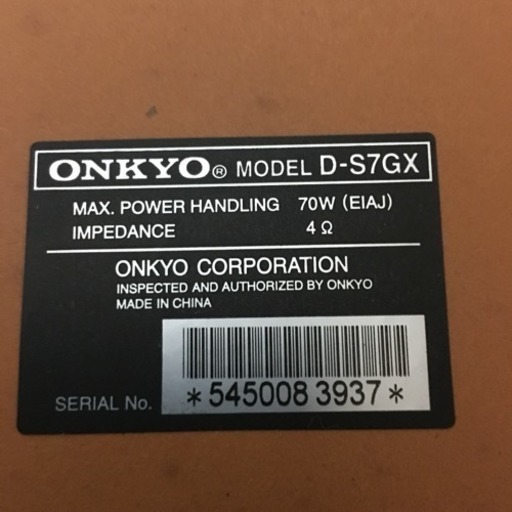 ONKYO® MODEL D-S7GX
MAX. POWER HANDLING 70W (EIAJ)
IMPEDANCE 4 Ω
ONKYO CORPORATION
INSPECTED AND AUTHORIZED BY ONKYO
MADE IN CHINA
SERIAL No. *545008 3937*